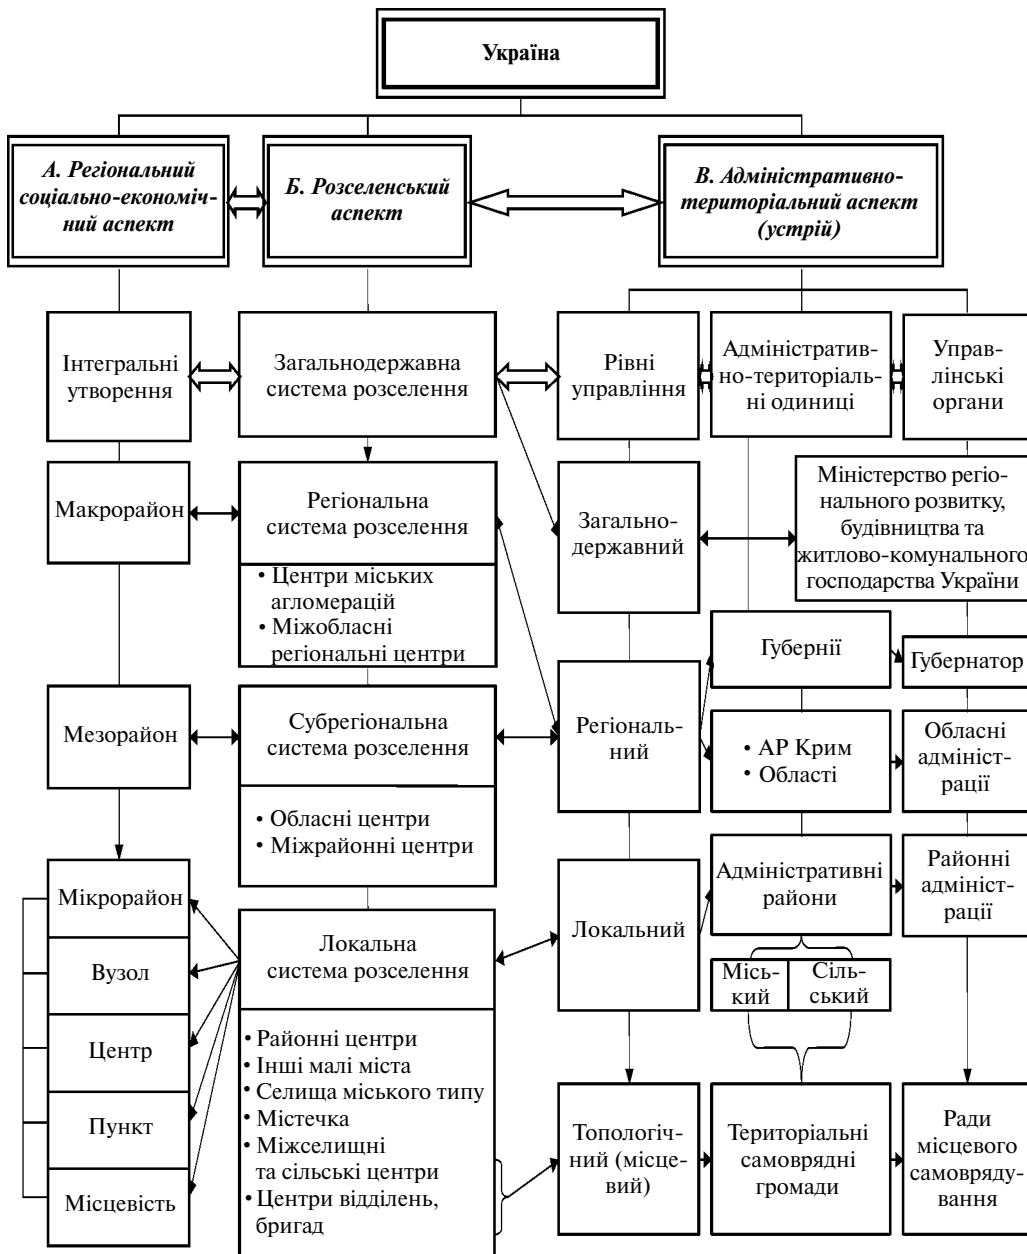 Україна
А. Регіональний
соціально-економіч-
ний аспект
Б. Розселенський
аспект
В. Адміністративно-
територіальний аспект
(устрій)
Інтегральні
утворення
Загальнодержавна
система розселення
Рівні
управління
Адміністратив-
но-територіаль-
ні одиниці
Управ-
лінські
органи
Макрорайон
Регіональна
система розселення
• Центри міських
агломерацій
• Міжобласні
регіональні центри
Загально-
державний
Міністерство регіо-
нального розвитку,
будівництва та
житлово-комунального
господарства України
Губернії
Губернатор
Мезорайон
Субрегіональна
система розселення
• Обласні центри
• Міжрайонні центри
Регіональ-
ний
• АР Крим
• Області
Обласні
адмініст-
рації
Мікрорайон
Вузол
Центр
Пункт
Місцевість
Локальна
система розселення
• Районні центри
• Інші малі міста
• Селища міського типу
• Містечка
• Міжселищні
та сільські центри
• Центри відділень,
бригад
Локальний
Адміністративні
райони
Районні
адмініст-
рації
Місь-
кий
Сіль-
ський
Топологіч-
ний (місце-
вий)
Територіальні
самоврядні
громади
Ради
місцевого
самовряду-
вання